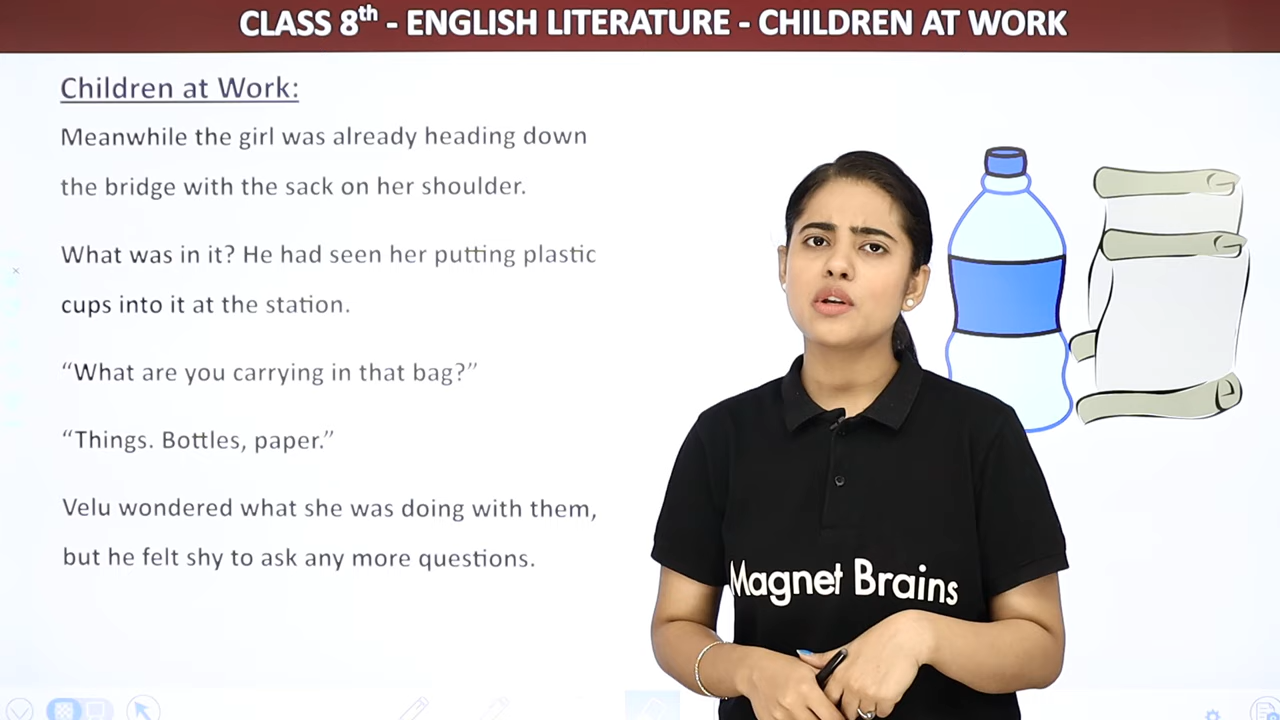 CLASS 8th - ENGLISH LITERATURE - CHILDREN AT WORK
Children at Work:
Meanwhile the girl was already heading down
the bridge with the sack on her shoulder.
What was in it? He had seen her putting plastic
cups into it at the station.
“What are you carrying in that bag?”
“Things. Bottles, paper.”
Velu wondered what she was doing with them,
but he felt shy to ask any more questions.
Magnet Brains